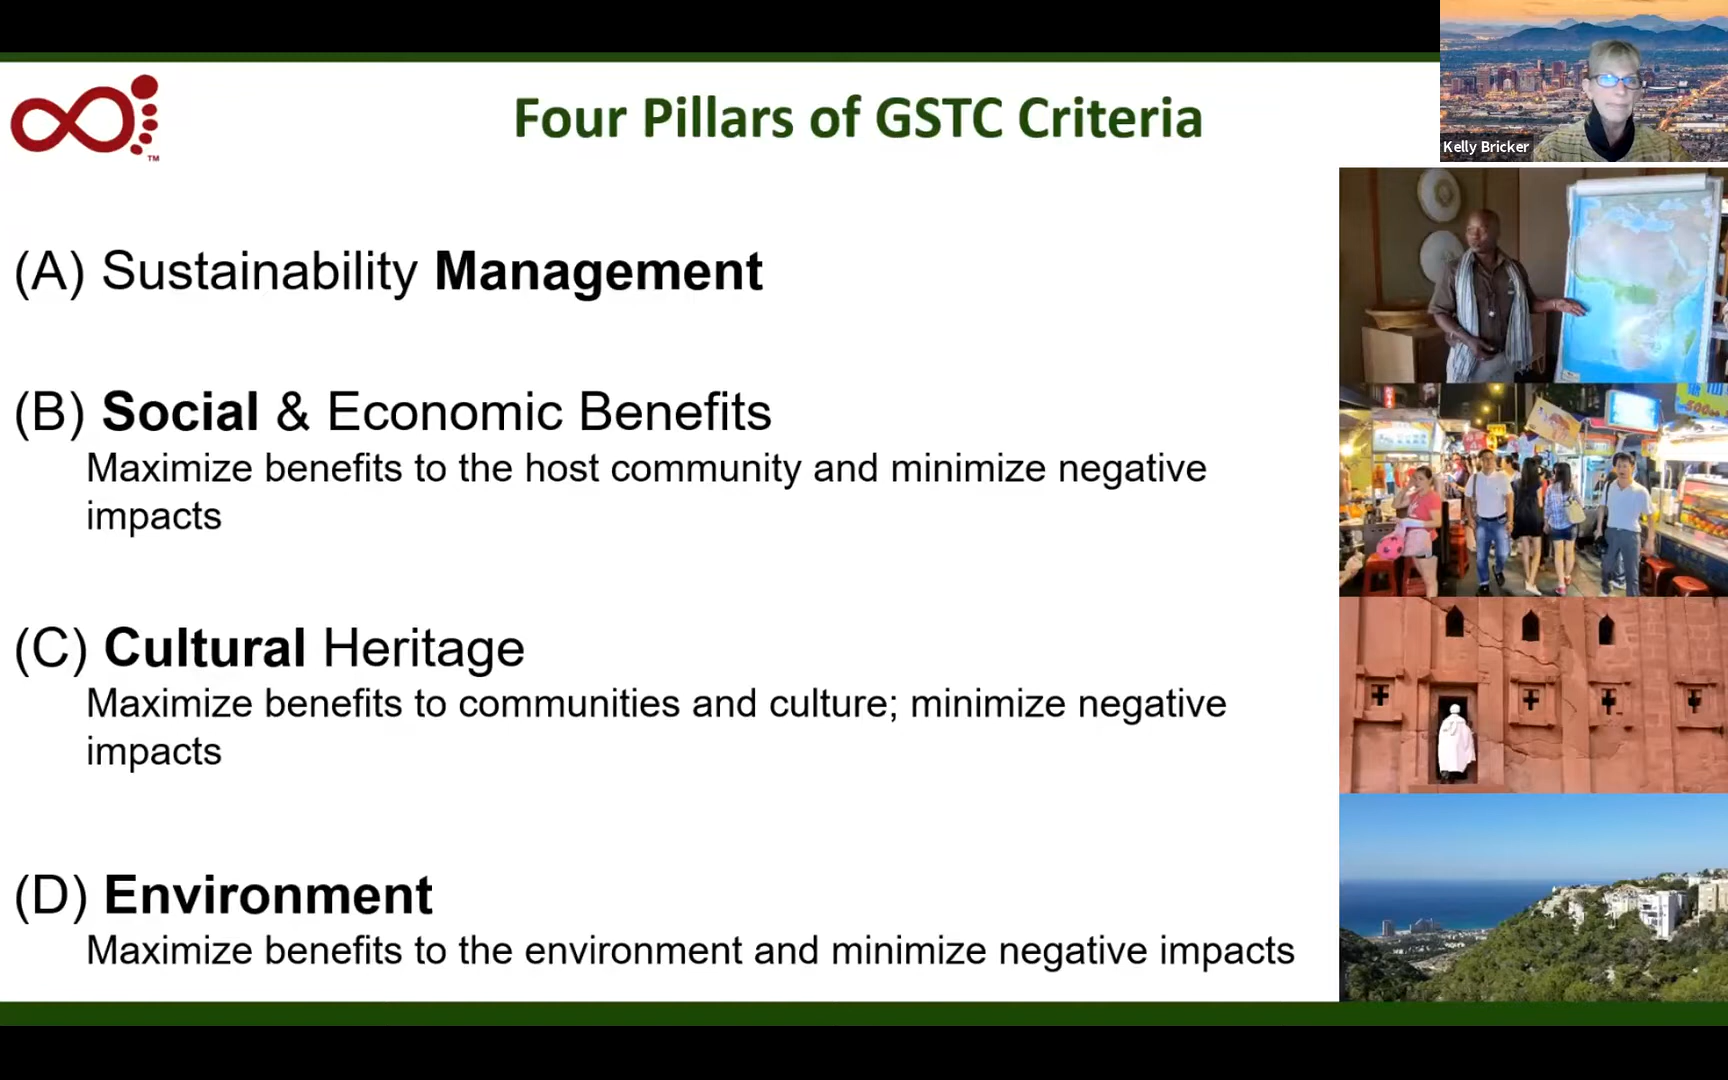 Four Pillars of GSTC Criteria
TM
Kelly Bricker
(A) Sustainability Management
(B) Social & Economic Benefits
Maximize benefits to the host community and minimize negative
impacts
(C) Cultural Heritage
Maximize benefits to communities and culture; minimize negative
impacts
(D) Environment
Maximize benefits to the environment and minimize negative impacts